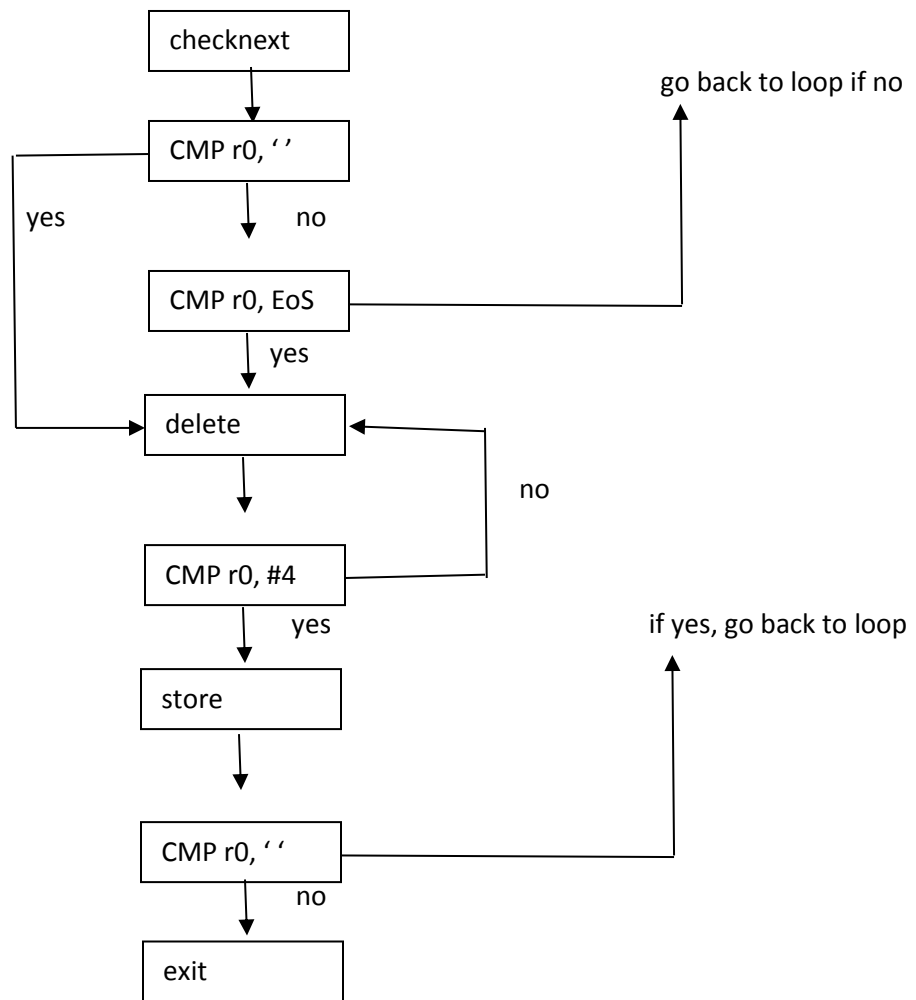 checknext
go back to loop if no
CMP r0, ‘ ’
yes
no
CMP r0, EoS
yes
delete
no
CMP r0, #4
yes
if yes, go back to loop
store
CMP r0, ‘ ‘
no
exit